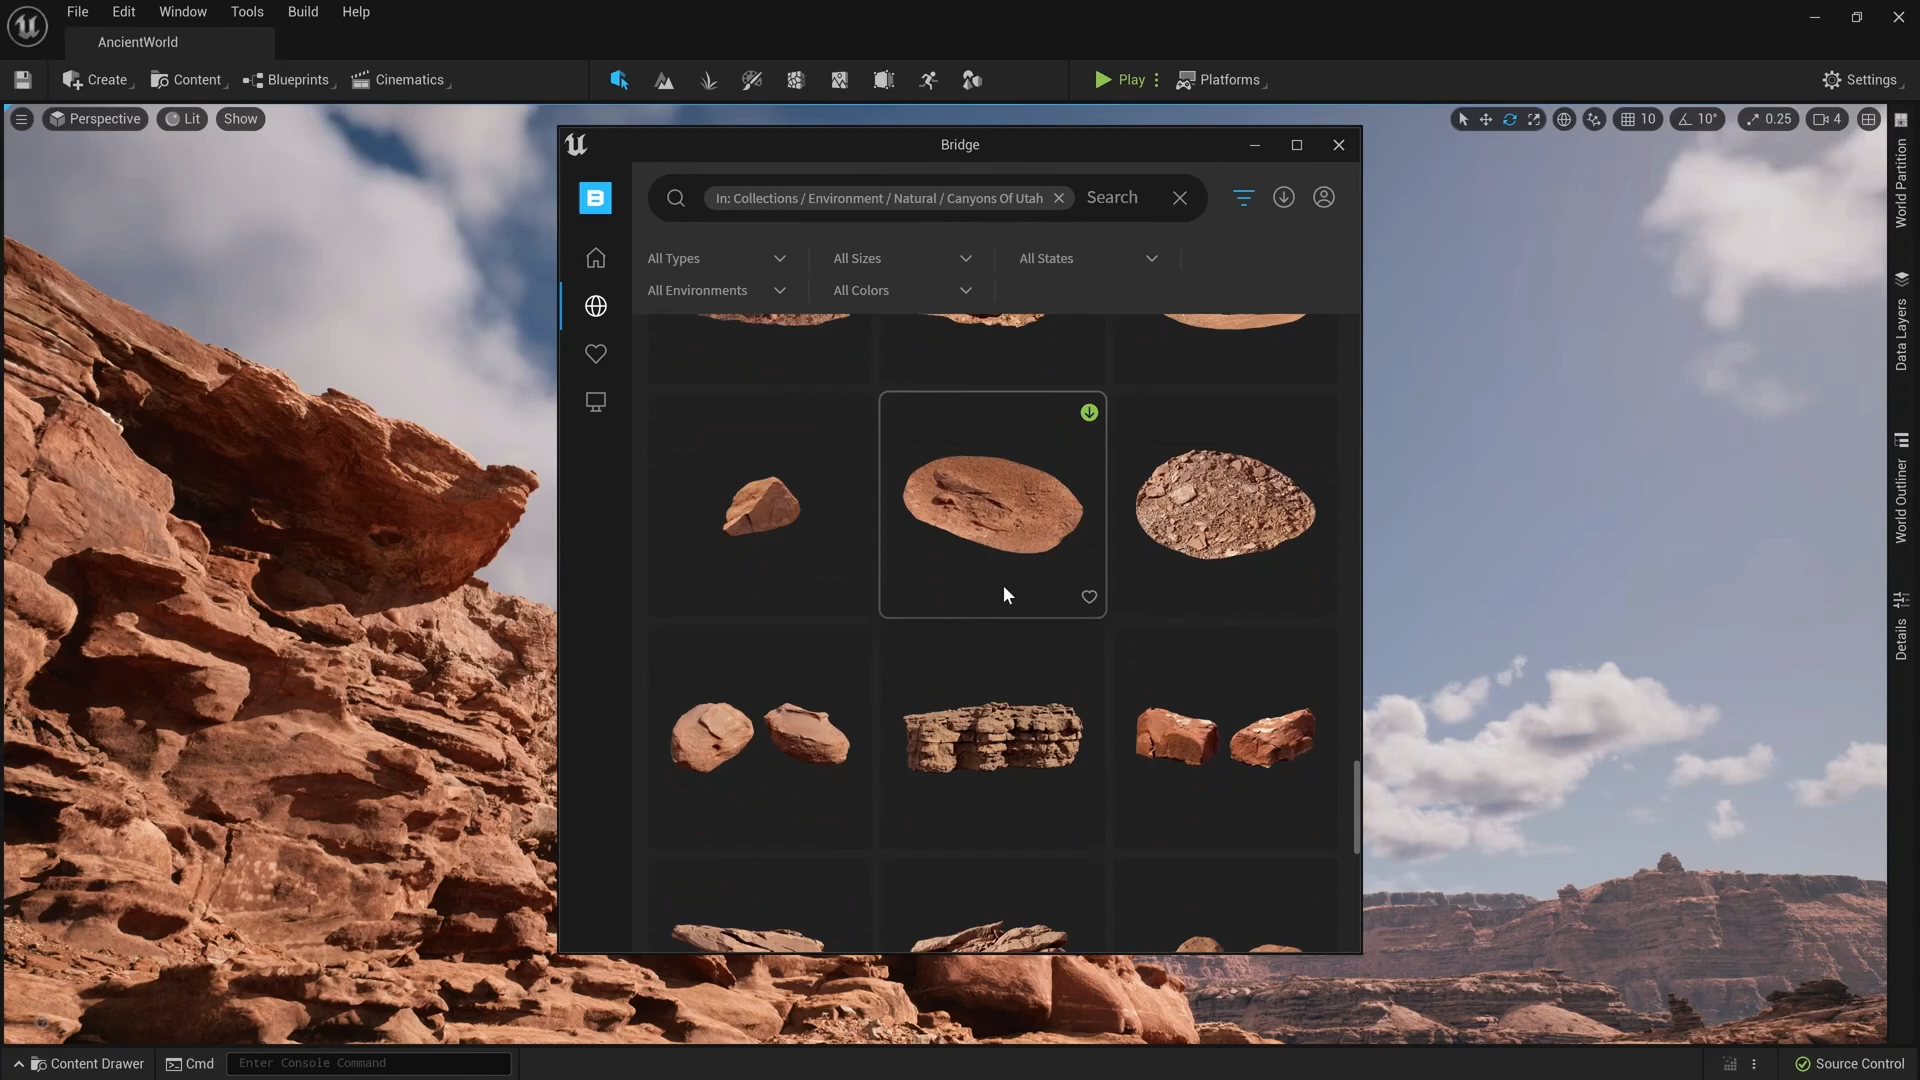 File Edit Window Tools Build Help
AncientWorld
Create Content Blueprints Cinematics Play Platforms Settings
Perspective Lit Show 10 10° 0.25 4
Bridge
In: Collections / Environment / Natural / Canyons Of Utah Search
All Types All Sizes All States
All Environments All Colors
World Partition
Data Layers
World Outliner
Details
Content Drawer Cmd Enter Console Command Source Control